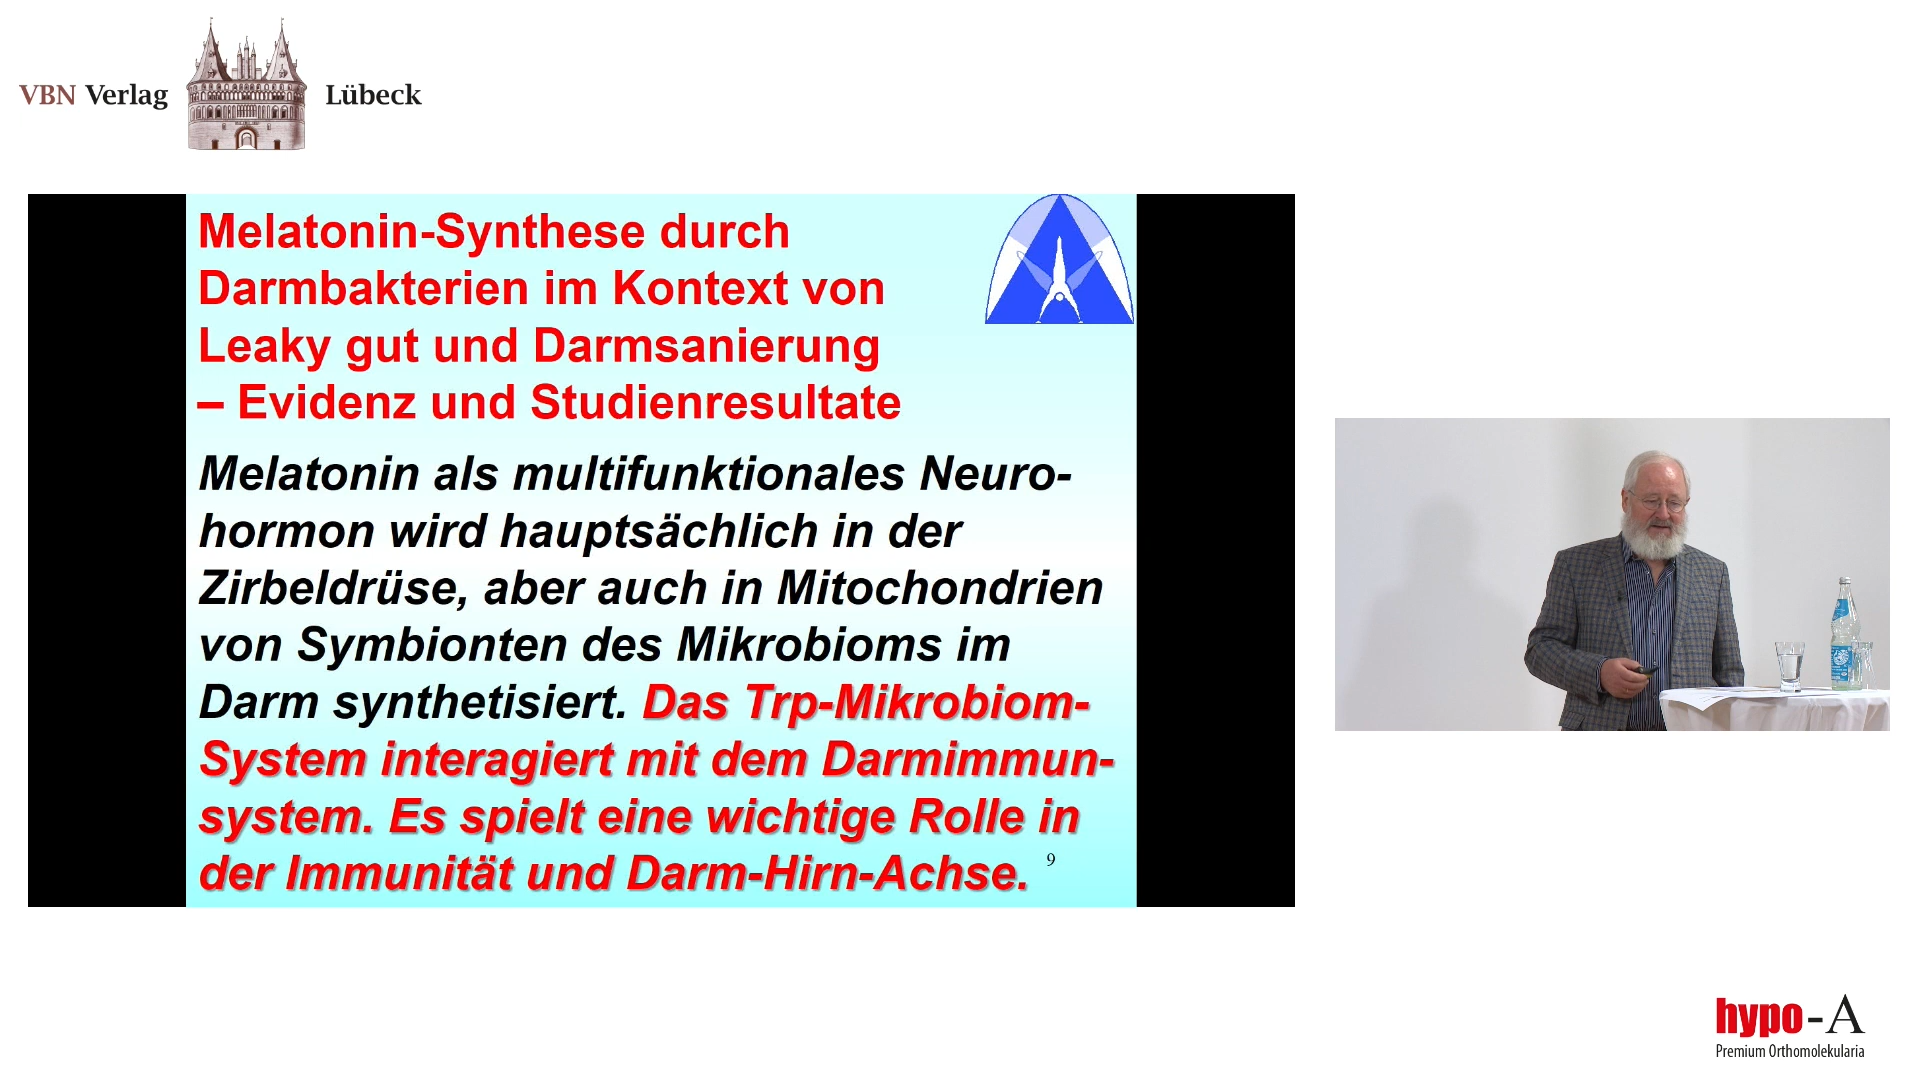 VBN Verlag Lübeck
Melatonin-Synthese durch
Darmbakterien im Kontext von
Leaky gut und Darmsanierung
– Evidenz und Studienresultate
Melatonin als multifunktionales Neuro-
hormon wird hauptsächlich in der
Zirbeldrüse, aber auch in Mitochondrien
von Symbionten des Mikrobioms im
Darm synthetisiert. Das Trp-Mikrobiom-
System interagiert mit dem Darmimmun-
system. Es spielt eine wichtige Rolle in
der Immunität und Darm-Hirn-Achse.
9
hypo-A
Premium Orthomolekularia